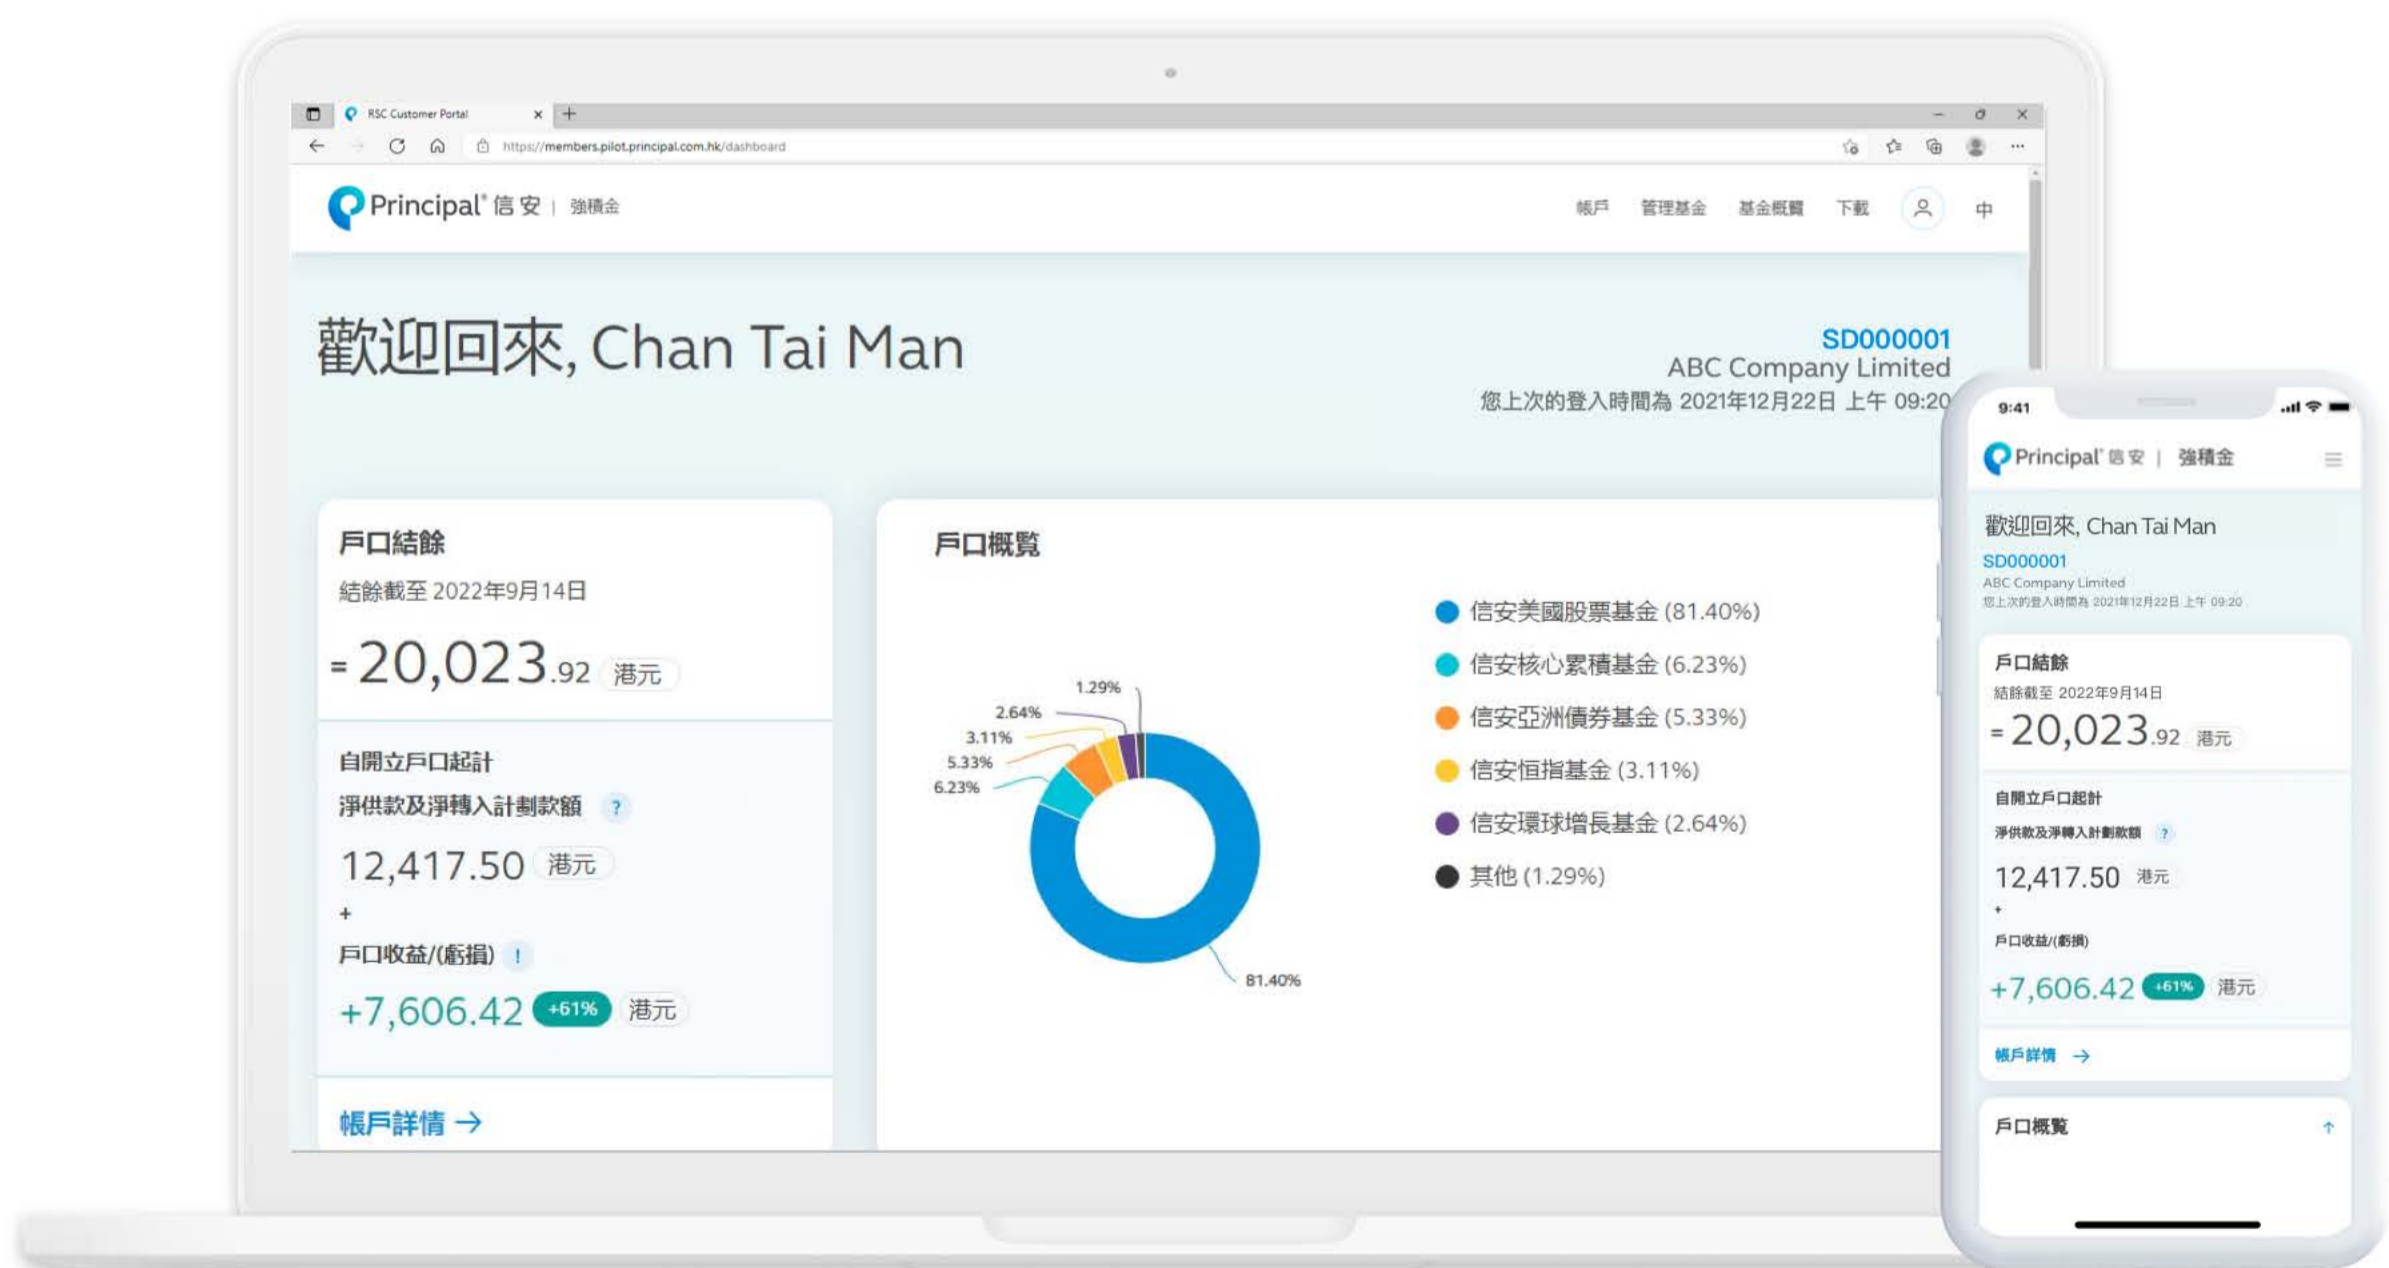 RSC Customer Portal
https://members.pilot.principal.com.hk/dashboard
Principal® 信安 | 強積金
帳戶 管理基金 基金概覽 下載 中
歡迎回來, Chan Tai Man
SD000001
ABC Company Limited
您上次的登入時間為 2021年12月22日 上午 09:20
戶口結餘
結餘截至 2022年9月14日
= 20,023.92 港元
自開立戶口起計
淨供款及淨轉入計劃款額 ?
12,417.50 港元
+
戶口收益/(虧損) !
+7,606.42 +61% 港元
帳戶詳情 →
戶口概覧
1.29%
2.64%
3.11%
5.33%
6.23%
81.40%
信安美國股票基金 (81.40%)
信安核心累積基金 (6.23%)
信安亞洲債券基金 (5.33%)
信安恒指基金 (3.11%)
信安環球增長基金 (2.64%)
其他 (1.29%)
9:41
Principal® 信安 | 強積金
歡迎回來, Chan Tai Man
SD000001
ABC Company Limited
您上次的登入時間為 2021年12月22日 上午 09:20
戶口結餘
結餘截至 2022年9月14日
= 20,023.92 港元
自開立戶口起計
淨供款及淨轉入計劃款額 ?
12,417.50 港元
+
戶口收益/(虧損)
+7,606.42 +61% 港元
帳戶詳情 →
戶口概覧 ↑